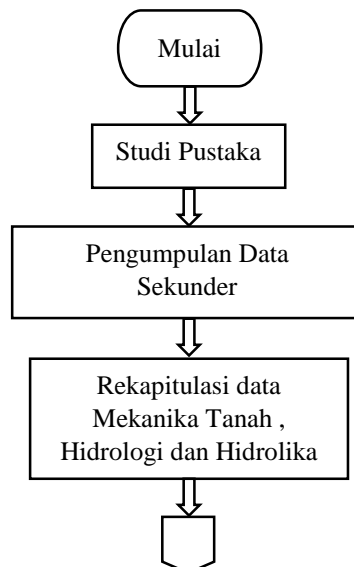 Mulai
Studi Pustaka
Pengumpulan Data
Sekunder
Rekapitulasi data
Mekanika Tanah ,
Hidrologi dan Hidrolika